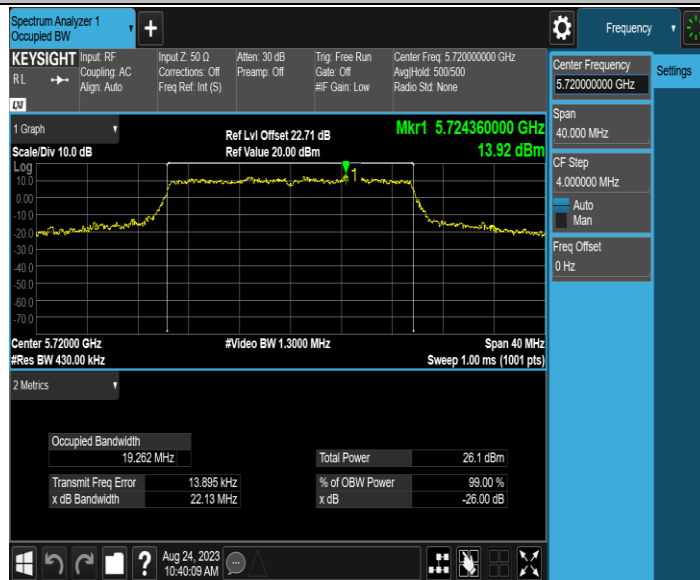 Spectrum Analyzer 1
Occupied BW
+
Frequency
KEYSIGHT
RL
LXI
Input: RF
Coupling: AC
Align: Auto
Input Z: 50 Ω
Corrections: Off
Freq Ref: Int (S)
Atten: 30 dB
Preamp: Off
Trig: Free Run
Gate: Off
#IF Gain: Low
Center Freq: 5.720000000 GHz
Avg|Hold: 500/500
Radio Std: None
Center Frequency
5.720000000 GHz
Settings
Span
40.000 MHz
CF Step
4.000000 MHz
Auto
Man
Freq Offset
0 Hz
1 Graph
Scale/Div 10.0 dB
Ref Lvl Offset 22.71 dB
Ref Value 20.00 dBm
Mkr1 5.724360000 GHz
13.92 dBm
Log
10.0
0.00
-10.0
-20.0
-30.0
-40.0
-50.0
-60.0
-70.0
1
Center 5.72000 GHz
#Res BW 430.00 kHz
#Video BW 1.3000 MHz
Span 40 MHz
Sweep 1.00 ms (1001 pts)
2 Metrics
Occupied Bandwidth
19.262 MHz
Total Power 26.1 dBm
Transmit Freq Error 13.895 kHz
% of OBW Power 99.00 %
x dB Bandwidth 22.13 MHz
x dB -26.00 dB
?
Aug 24, 2023
10:40:09 AM